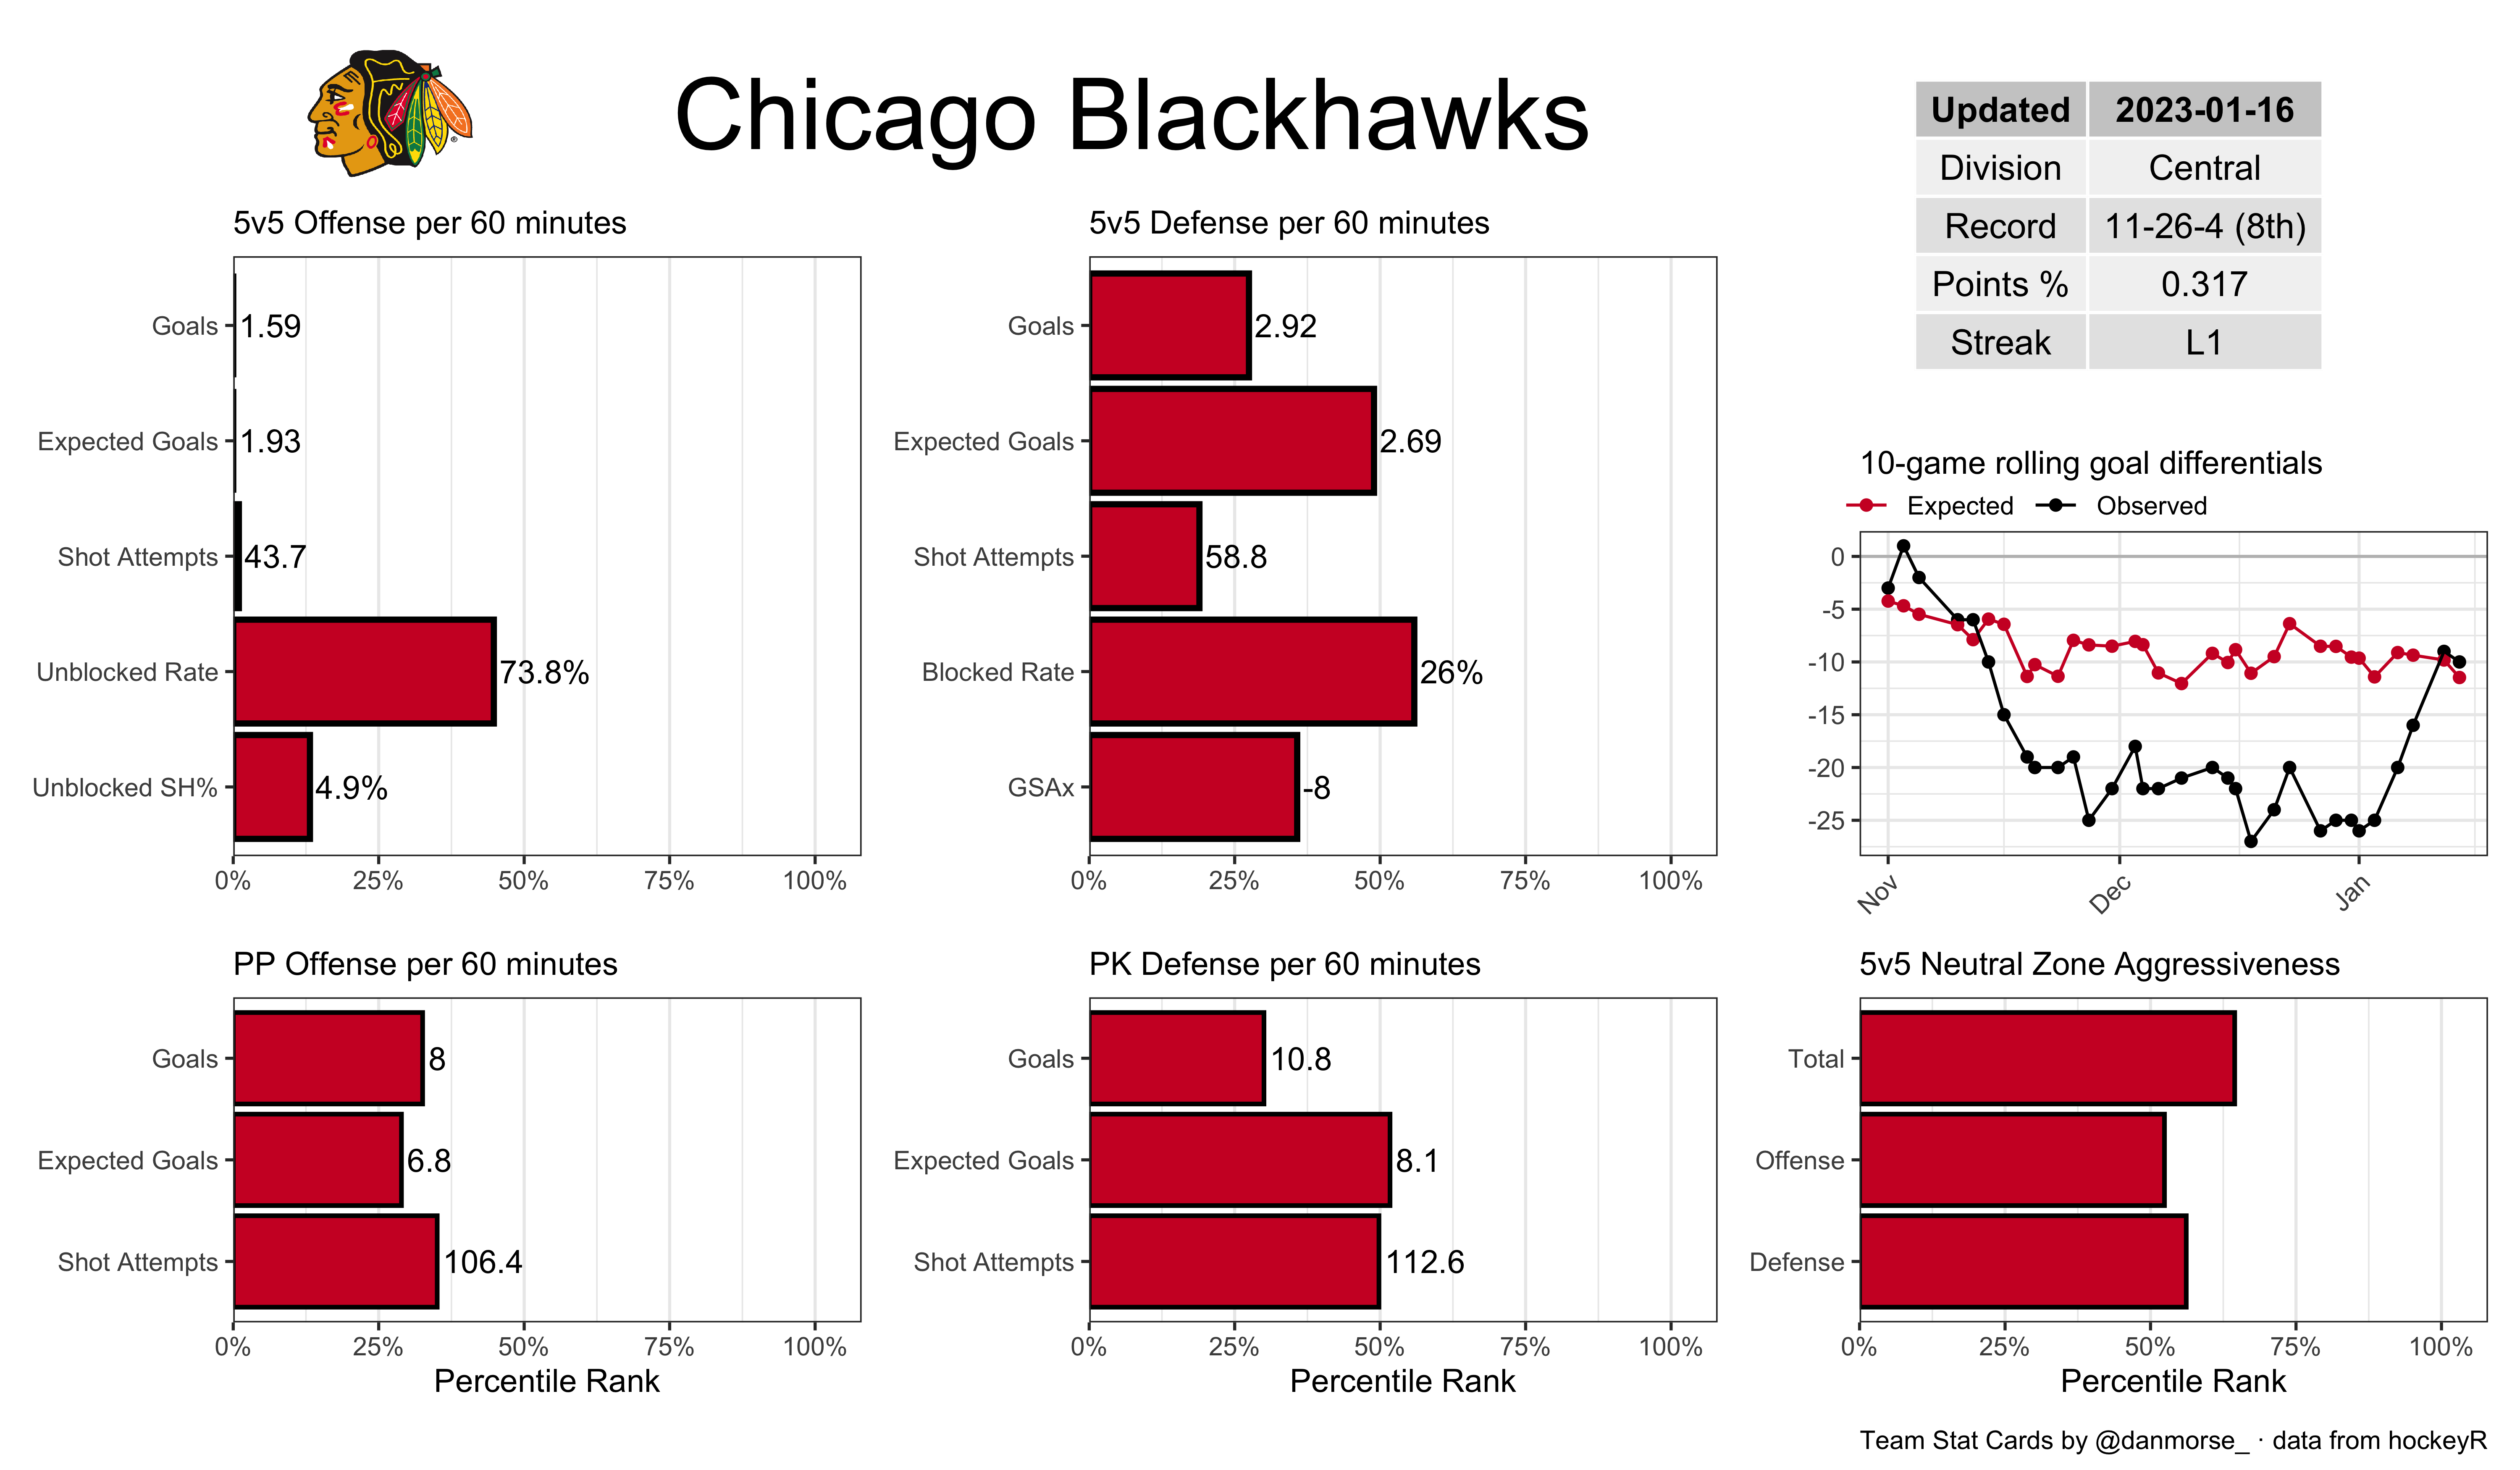 Chicago Blackhawks
Updated 2023-01-16
Division Central
Record 11-26-4 (8th)
Points % 0.317
Streak L1
5v5 Offense per 60 minutes
Goals 1.59
Expected Goals 1.93
Shot Attempts 43.7
Unblocked Rate 73.8%
Unblocked SH% 4.9%
0% 25% 50% 75% 100%
5v5 Defense per 60 minutes
Goals 2.92
Expected Goals 2.69
Shot Attempts 58.8
Blocked Rate 26%
GSAx -8
0% 25% 50% 75% 100%
10-game rolling goal differentials
Expected Observed
0
-5
-10
-15
-20
-25
Nov Dec Jan
PP Offense per 60 minutes
Goals 8
Expected Goals 6.8
Shot Attempts 106.4
0% 25% 50% 75% 100%
Percentile Rank
PK Defense per 60 minutes
Goals 10.8
Expected Goals 8.1
Shot Attempts 112.6
0% 25% 50% 75% 100%
Percentile Rank
5v5 Neutral Zone Aggressiveness
Total
Offense
Defense
0% 25% 50% 75% 100%
Percentile Rank
Team Stat Cards by @danmorse_ · data from hockeyR